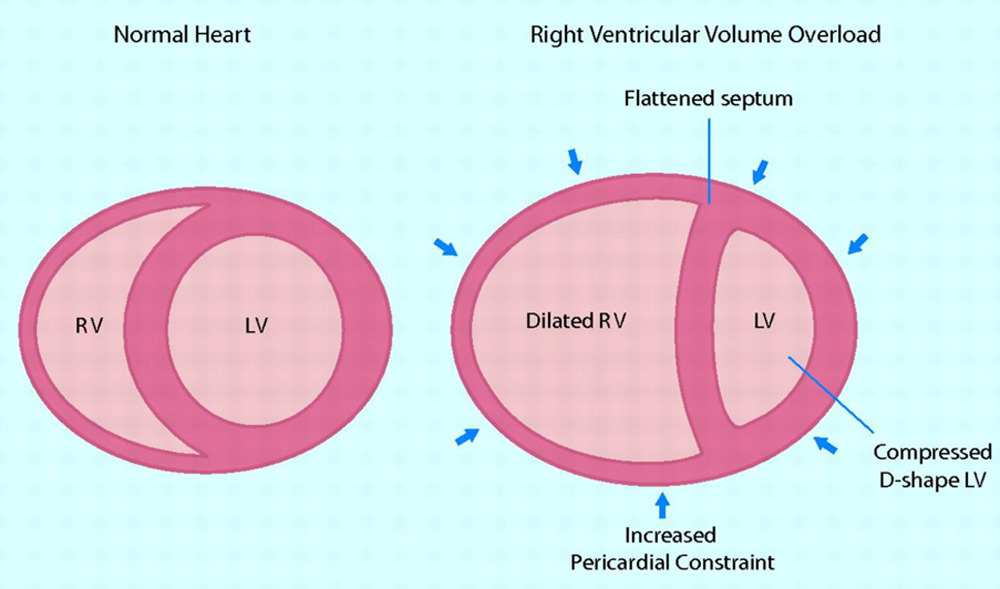 Normal Heart
Right Ventricular Volume Overload
Flattened septum
RV
LV
Dilated RV
LV
Compressed
D-shape LV
Increased
Pericardial Constraint